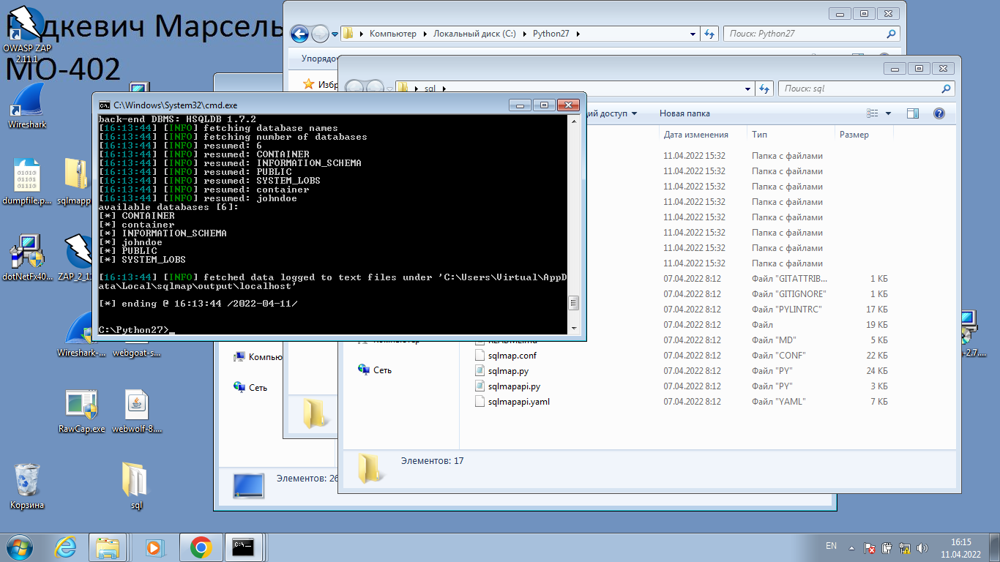 Марсель
МО-402
OWASP ZAP
2.11.1
Wireshark
dumpfile.p...
sqlmapp
dotNetFx40...
ZAP_2_1
Wireshark-...
webgoat-s...
RawCap.exe
webwolf-8....
Корзина
sql
Компьютер
Локальный диск (C:)
Python27
Поиск: Python27
Упорядо
Избр
sql
Поиск: sql
ий доступ
Новая папка
Дата изменения
Тип
Размер
11.04.2022 15:32
Папка с файлами
11.04.2022 15:32
Папка с файлами
11.04.2022 15:32
Папка с файлами
11.04.2022 15:32
Папка с файлами
11.04.2022 15:32
Папка с файлами
11.04.2022 15:32
Папка с файлами
11.04.2022 15:32
Папка с файлами
11.04.2022 15:32
Папка с файлами
07.04.2022 8:12
Файл "GITATTRIB...
1 КБ
07.04.2022 8:12
Файл "GITIGNORE"
1 КБ
07.04.2022 8:12
Файл "PYLINTRC"
17 КБ
07.04.2022 8:12
Файл
19 КБ
07.04.2022 8:12
Файл "MD"
5 КБ
sqlmap.conf
07.04.2022 8:12
Файл "CONF"
22 КБ
sqlmap.py
07.04.2022 8:12
Файл "PY"
24 КБ
sqlmapapi.py
07.04.2022 8:12
Файл "PY"
3 КБ
sqlmapapi.yaml
07.04.2022 8:12
Файл "YAML"
7 КБ
Сеть
Элементов: 17
Компью
Сеть
Элементов: 26
-2.7....
C:\Windows\System32\cmd.exe
back-end DBMS: HSQLDB 1.7.2
[16:13:44] [INFO] fetching database names
[16:13:44] [INFO] fetching number of databases
[16:13:44] [INFO] resumed: 6
[16:13:44] [INFO] resumed: CONTAINER
[16:13:44] [INFO] resumed: INFORMATION_SCHEMA
[16:13:44] [INFO] resumed: PUBLIC
[16:13:44] [INFO] resumed: SYSTEM_LOBS
[16:13:44] [INFO] resumed: container
[16:13:44] [INFO] resumed: johndoe
available databases [6]:
[*] CONTAINER
[*] container
[*] INFORMATION_SCHEMA
[*] johndoe
[*] PUBLIC
[*] SYSTEM_LOBS
[16:13:44] [INFO] fetched data logged to text files under 'C:\Users\Virtual\AppD
ata\Local\sqlmap\output\localhost'
[*] ending @ 16:13:44 /2022-04-11/
C:\Python27>_
EN
16:15
11.04.2022